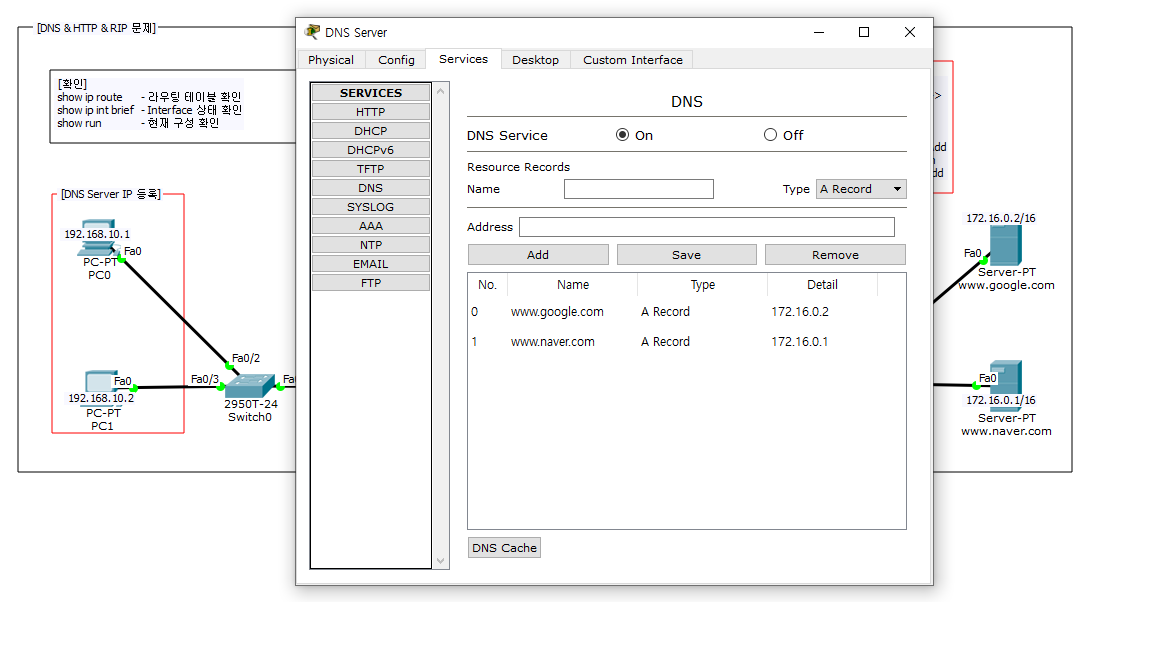 [DNS & HTTP & RIP 문제]
[확인]
show ip route - 라우팅 테이블 확인
show ip int brief - Interface 상태 확인
show run - 현재 구성 확인
[DNS Server IP 등록]
192.168.10.1
Fa0
PC-PT
PC0
Fa0
192.168.10.2
PC-PT
PC1
Fa0/2
Fa0/3
2950T-24
Switch0
DNS Server
Physical
Config
Services
Desktop
Custom Interface
SERVICES
HTTP
DHCP
DHCPv6
TFTP
DNS
SYSLOG
AAA
NTP
EMAIL
FTP
DNS
DNS Service On Off
Resource Records
Name Type A Record
Address
Add Save Remove
No. Name Type Detail
0 www.google.com A Record 172.16.0.2
1 www.naver.com A Record 172.16.0.1
DNS Cache
>
172.16.0.2/16
Fa0
Server-PT
www.google.com
Fa0
172.16.0.1/16
Server-PT
www.naver.com